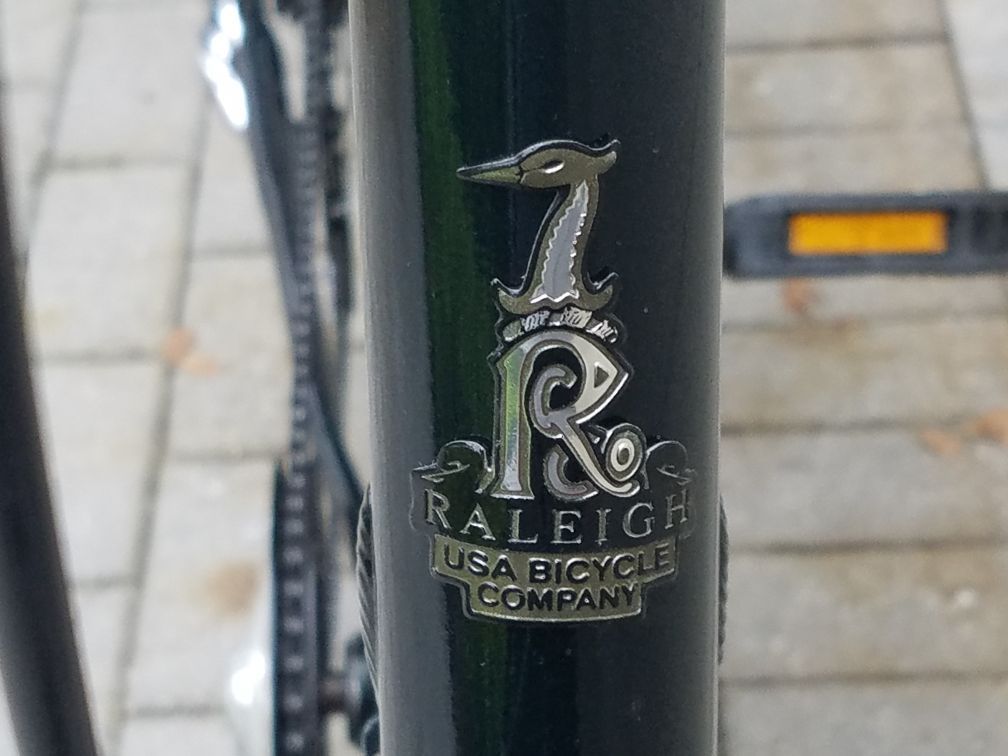 R
RALEIGH
USA BICYCLE
COMPANY